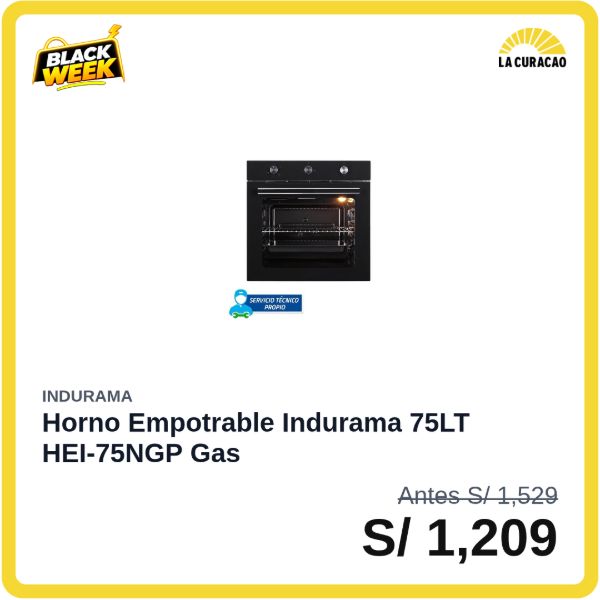 BLACK
WEEK
LA CURACAO
SERVICIO TÉCNICO
PROPIO
INDURAMA
Horno Empotrable Indurama 75LT
HEI-75NGP Gas
Antes S/ 1,529
S/ 1,209